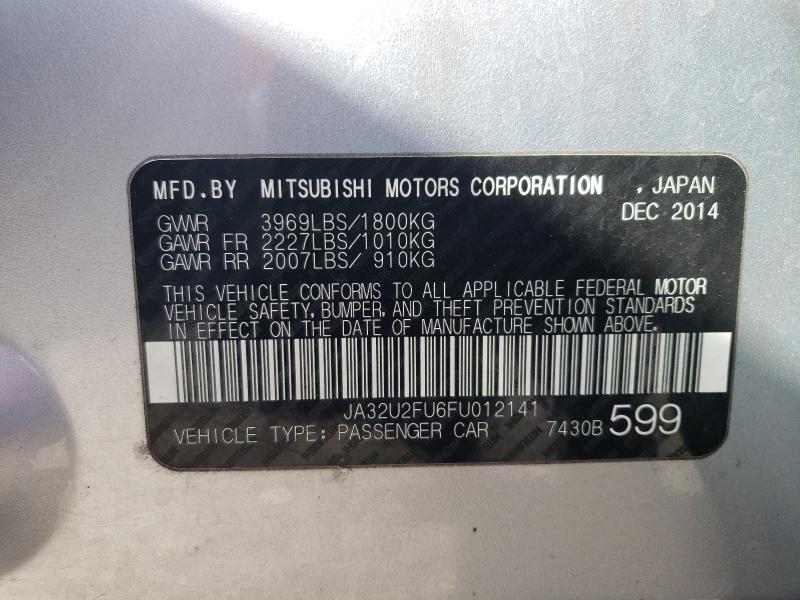 MFD.BY MITSUBISHI MOTORS CORPORATION , JAPAN
DEC 2014
GVWR 3969LBS/1800KG
GAWR FR 2227LBS/1010KG
GAWR RR 2007LBS/ 910KG
THIS VEHICLE CONFORMS TO ALL APPLICABLE FEDERAL MOTOR
VEHICLE SAFETY, BUMPER, AND THEFT PREVENTION STANDARDS
IN EFFECT ON THE DATE OF MANUFACTURE SHOWN ABOVE.
JA32U2FU6FU012141
VEHICLE TYPE: PASSENGER CAR 7430B 599